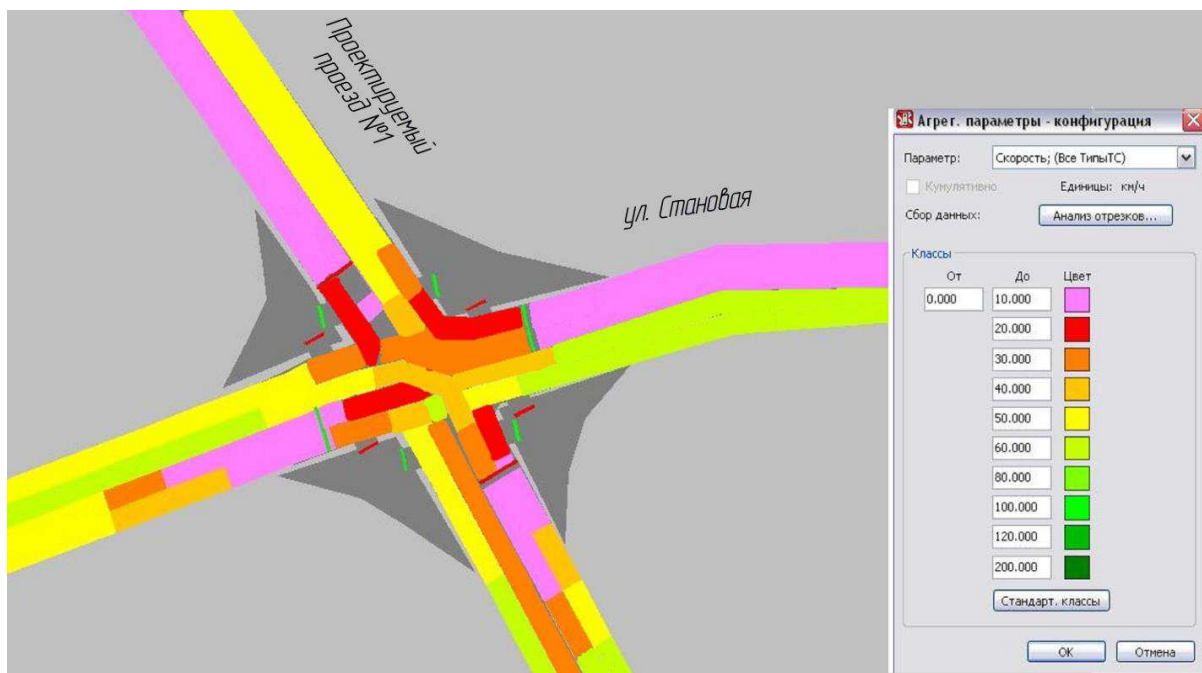 Проектируемый
проезд №1
ул. Становая
Агрег. параметры - конфигурация
Параметр: Скорость; (Все ТипыТС)
Кумулятивно Единицы: км/ч
Сбор данных: Анализ отрезков...
Классы
От До Цвет
0.000 10.000
20.000
30.000
40.000
50.000
60.000
80.000
100.000
120.000
200.000
Стандарт. классы
ОК Отмена